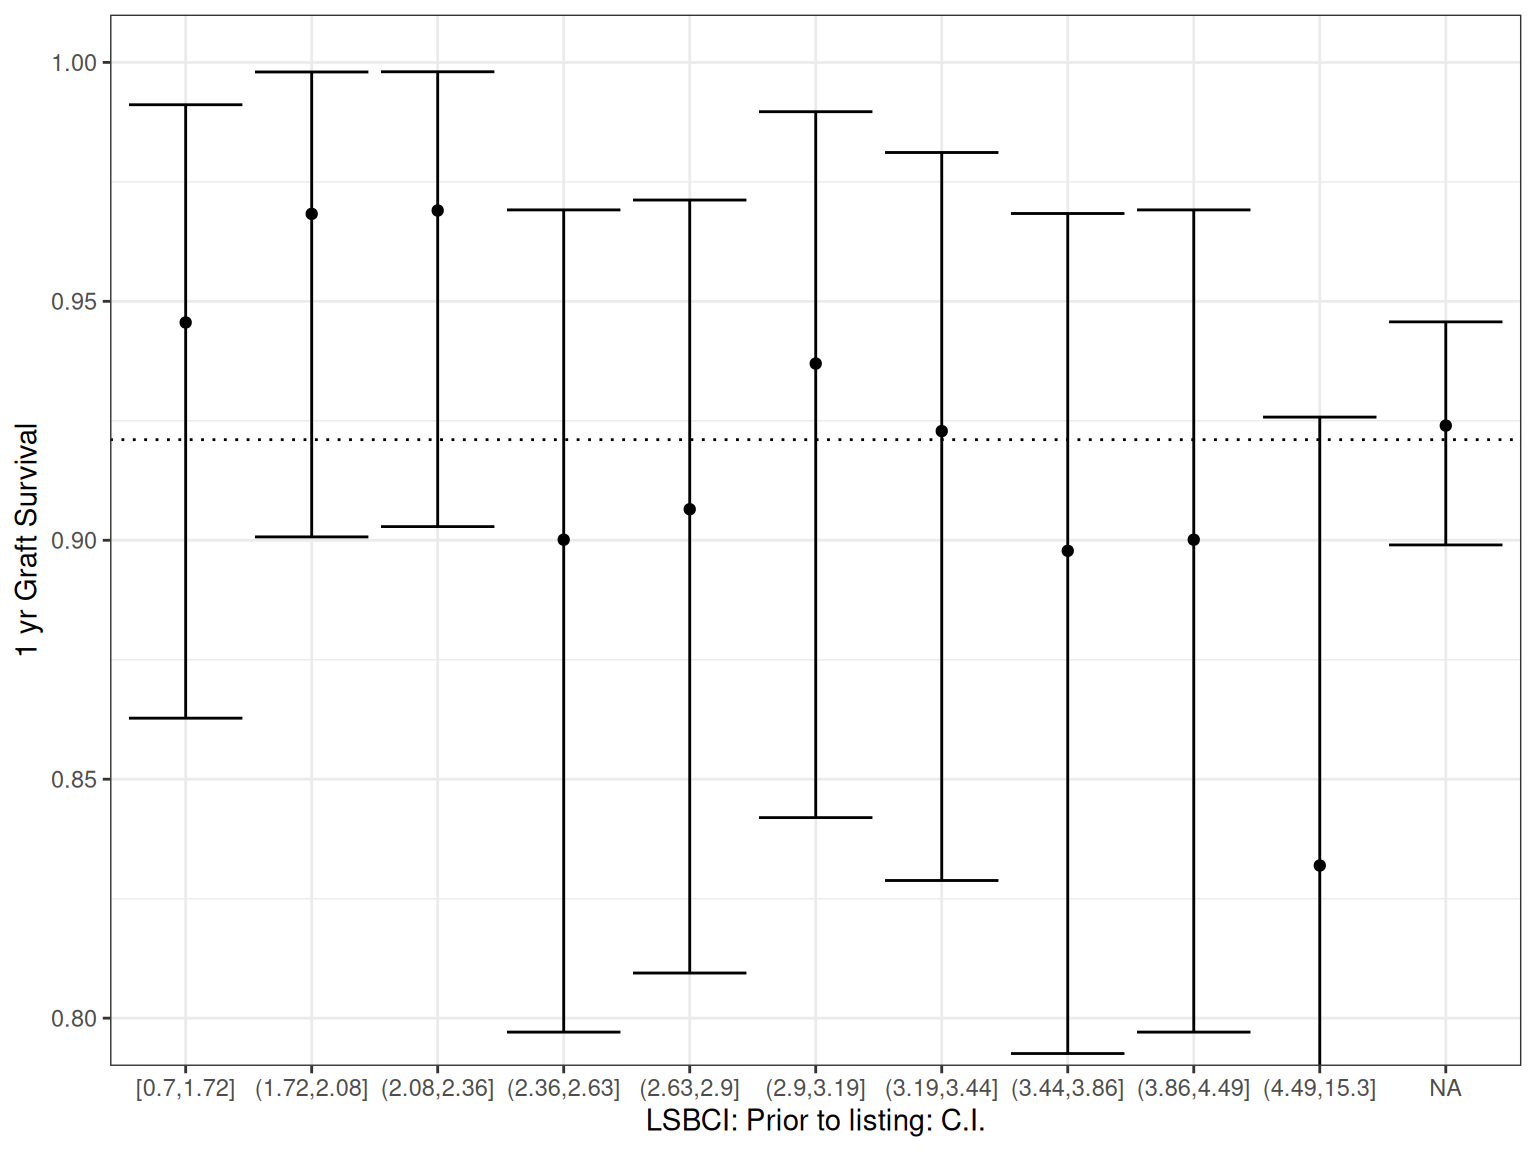 1.00
0.95
0.90
0.85
0.80
1 yr Graft Survival
[0.7,1.72] (1.72,2.08] (2.08,2.36] (2.36,2.63] (2.63,2.9] (2.9,3.19] (3.19,3.44] (3.44,3.86] (3.86,4.49] (4.49,15.3] NA
LSBCI: Prior to listing: C.I.